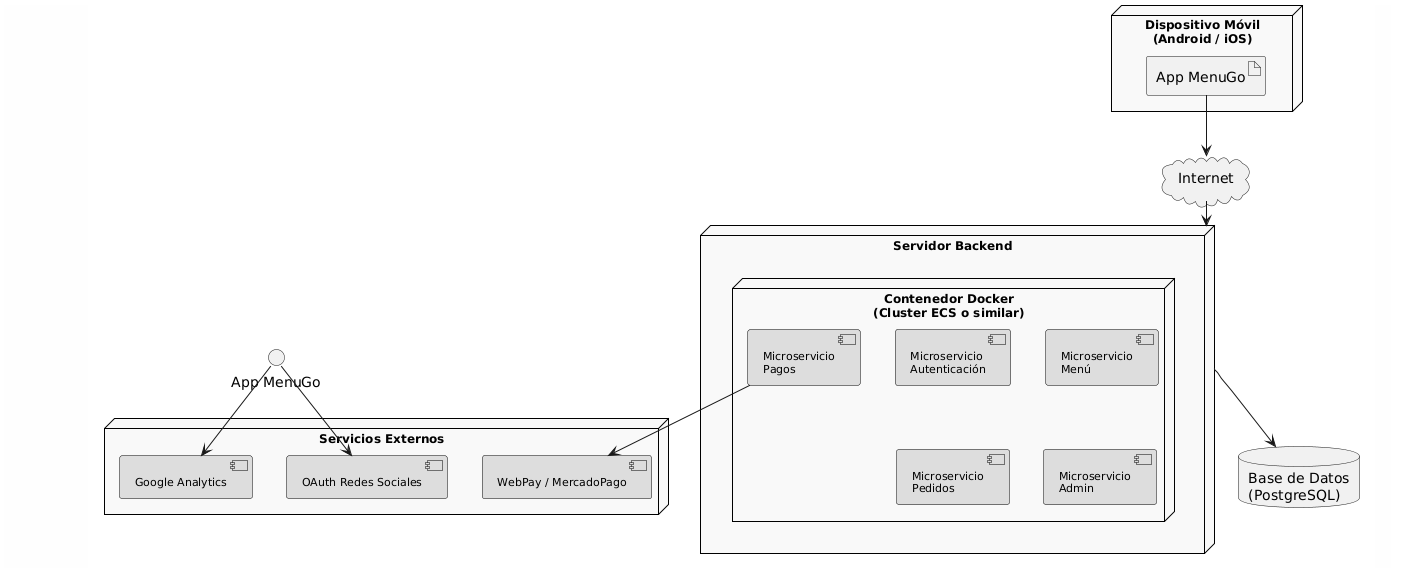 Dispositivo Móvil
(Android / iOS)
App MenuGo
Internet
Servidor Backend
Contenedor Docker
(Cluster ECS o similar)
Microservicio
Pagos
Microservicio
Autenticación
Microservicio
Menú
App MenuGo
Servicios Externos
Google Analytics
OAuth Redes Sociales
WebPay / MercadoPago
Microservicio
Pedidos
Microservicio
Admin
Base de Datos
(PostgreSQL)